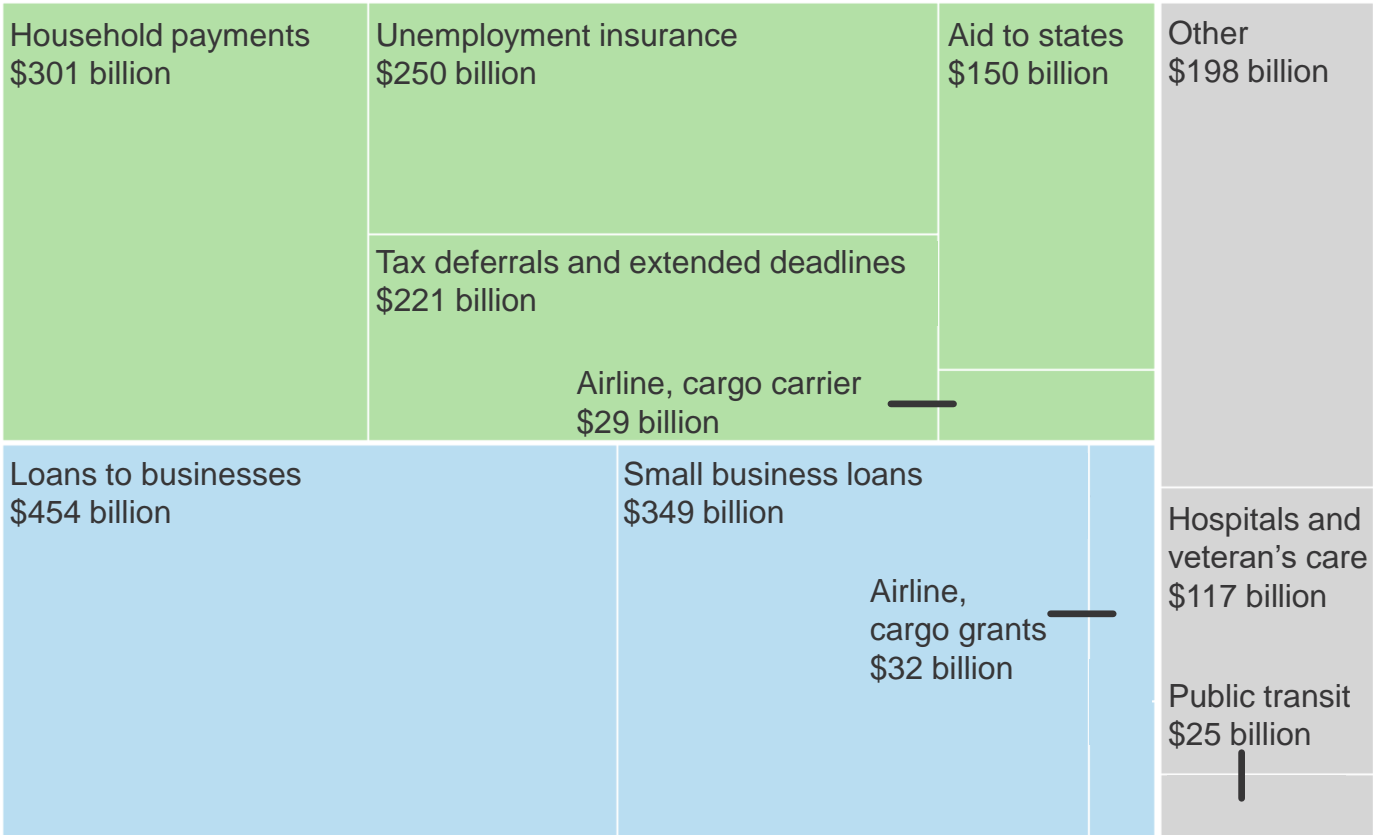 Household payments
$301 billion
Unemployment insurance
$250 billion
Aid to states
$150 billion
Other
$198 billion
Tax deferrals and extended deadlines
$221 billion
Airline, cargo carrier
$29 billion
Loans to businesses
$454 billion
Small business loans
$349 billion
Airline,
cargo grants
$32 billion
Hospitals and
veteran’s care
$117 billion
Public transit
$25 billion